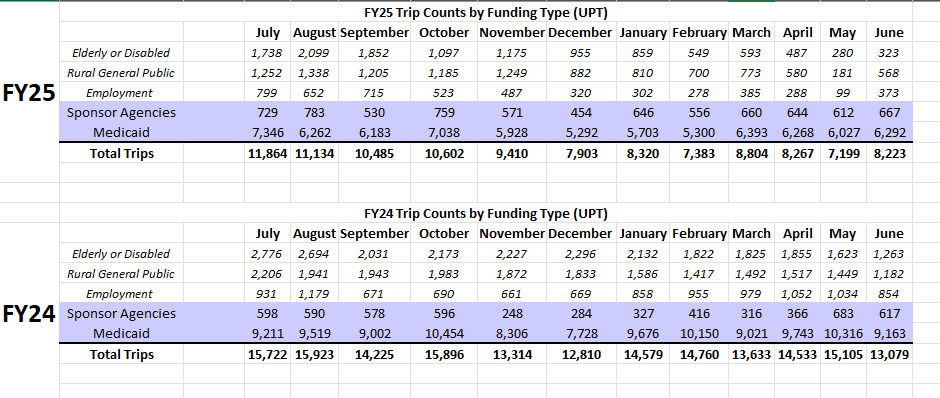 FY25 Trip Counts by Funding Type (UPT)
July August September October November December January February March April May June
Elderly or Disabled 1,738 2,099 1,852 1,097 1,175 955 859 549 593 487 280 323
Rural General Public 1,252 1,338 1,205 1,185 1,249 882 810 700 773 580 181 568
FY25 Employment 799 652 715 523 487 320 302 278 385 288 99 373
Sponsor Agencies 729 783 530 759 571 454 646 556 660 644 612 667
Medicaid 7,346 6,262 6,183 7,038 5,928 5,292 5,703 5,300 6,393 6,268 6,027 6,292
Total Trips 11,864 11,134 10,485 10,602 9,410 7,903 8,320 7,383 8,804 8,267 7,199 8,223
FY24 Trip Counts by Funding Type (UPT)
July August September October November December January February March April May June
Elderly or Disabled 2,776 2,694 2,031 2,173 2,227 2,296 2,132 1,822 1,825 1,855 1,623 1,263
Rural General Public 2,206 1,941 1,943 1,983 1,872 1,833 1,586 1,417 1,492 1,517 1,449 1,182
Employment 931 1,179 671 690 661 669 858 955 979 1,052 1,034 854
FY24 Sponsor Agencies 598 590 578 596 248 284 327 416 316 366 683 617
Medicaid 9,211 9,519 9,002 10,454 8,306 7,728 9,676 10,150 9,021 9,743 10,316 9,163
Total Trips 15,722 15,923 14,225 15,896 13,314 12,810 14,579 14,760 13,633 14,533 15,105 13,079